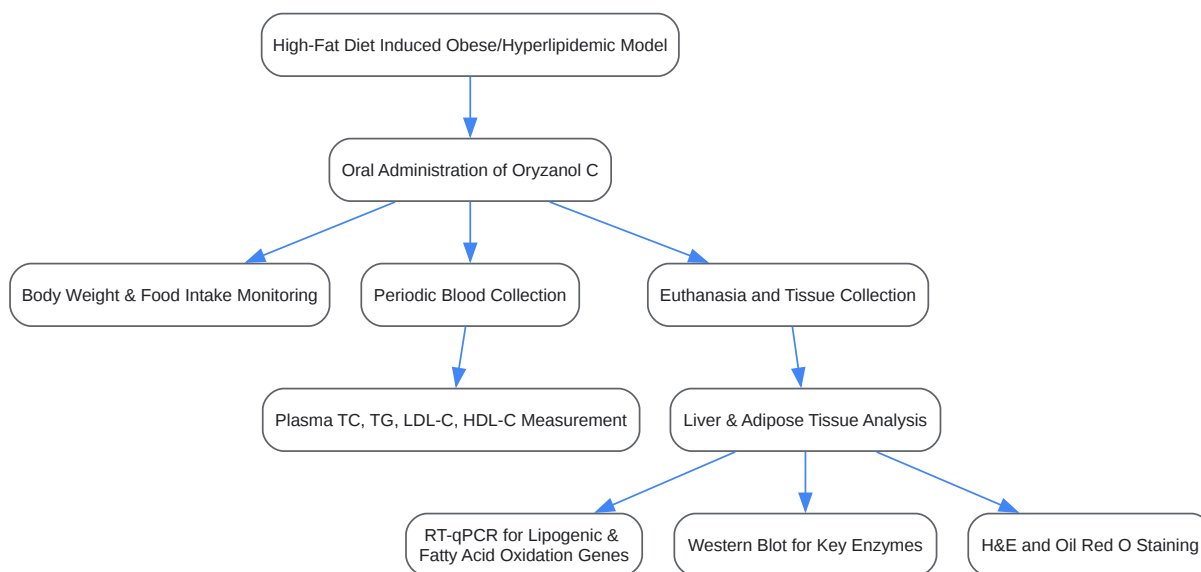 High-Fat Diet Induced Obese/Hyperlipidemic Model
Oral Administration of Oryzanol C
Body Weight & Food Intake Monitoring
Periodic Blood Collection
Euthanasia and Tissue Collection
Plasma TC, TG, LDL-C, HDL-C Measurement
Liver & Adipose Tissue Analysis
RT-qPCR for Lipogenic &
Fatty Acid Oxidation Genes
Western Blot for Key Enzymes
H&E and Oil Red O Staining